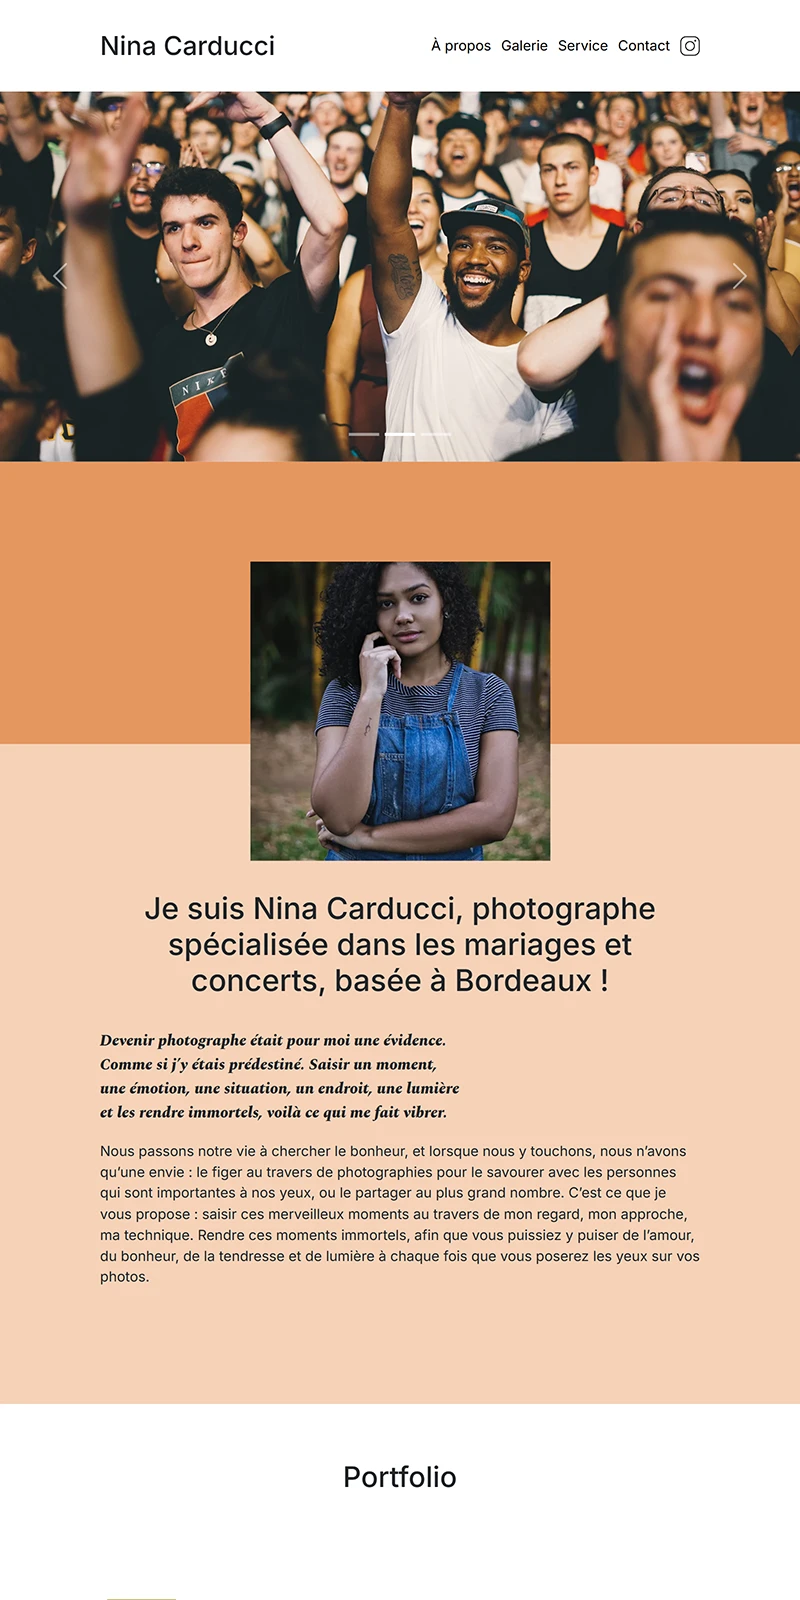 Nina Carducci
À propos Galerie Service Contact
NIKE
Je suis Nina Carducci, photographe
spécialisée dans les mariages et
concerts, basée à Bordeaux !
Devenir photographe était pour moi une évidence.
Comme si j’y étais prédestiné. Saisir un moment,
une émotion, une situation, un endroit, une lumière
et les rendre immortels, voilà ce qui me fait vibrer.
Nous passons notre vie à chercher le bonheur, et lorsque nous y touchons, nous n’avons
qu’une envie : le figer au travers de photographies pour le savourer avec les personnes
qui sont importantes à nos yeux, ou le partager au plus grand nombre. C’est ce que je
vous propose : saisir ces merveilleux moments au travers de mon regard, mon approche,
ma technique. Rendre ces moments immortels, afin que vous puissiez y puiser de l’amour,
du bonheur, de la tendresse et de lumière à chaque fois que vous poserez les yeux sur vos
photos.
Portfolio